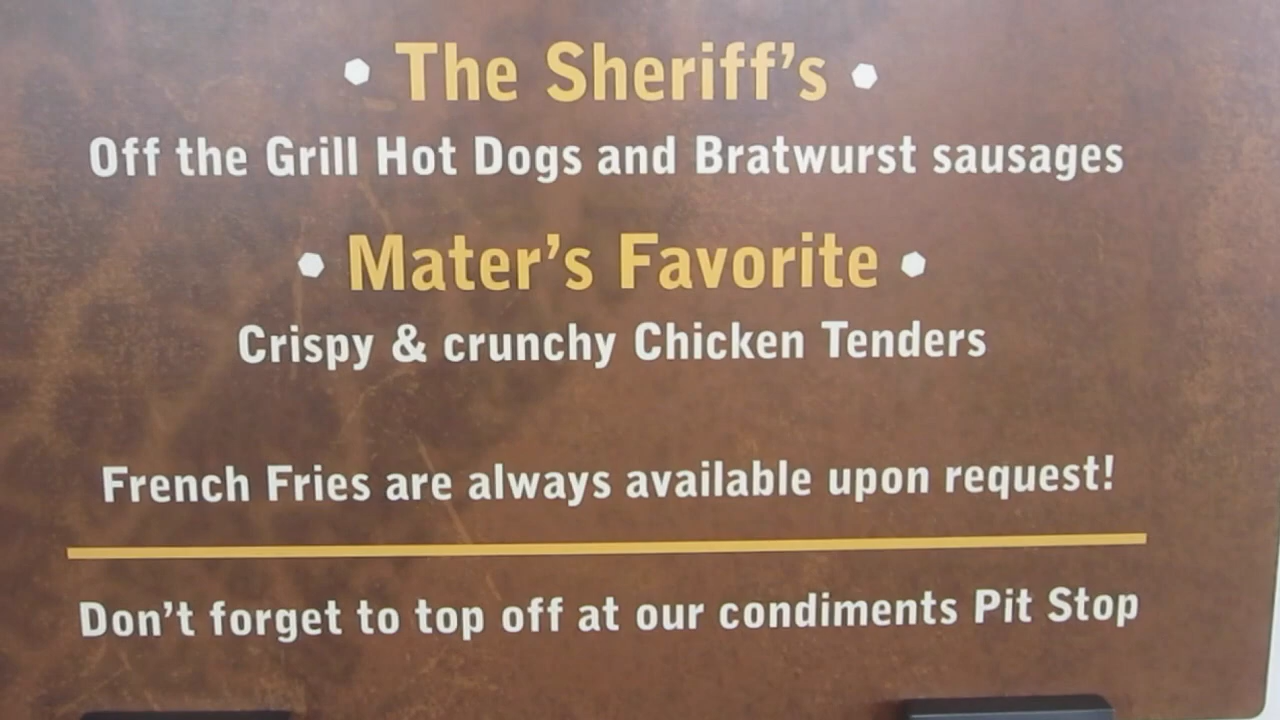 • The Sheriff's •
Off the Grill Hot Dogs and Bratwurst sausages
• Mater's Favorite •
Crispy & crunchy Chicken Tenders
French Fries are always available upon request!
Don't forget to top off at our condiments Pit Stop